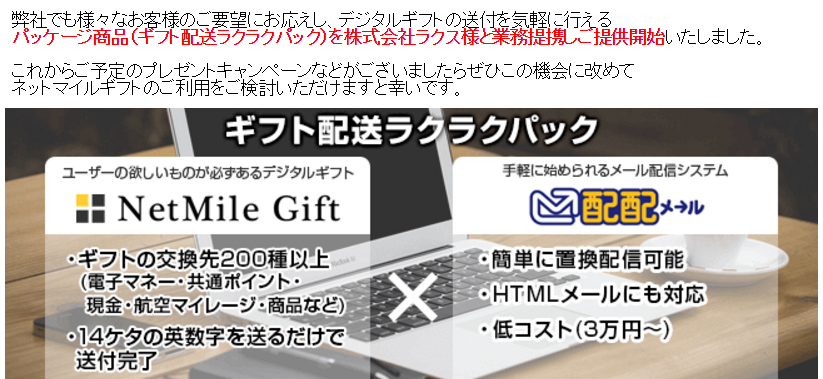 弊社でも様々なお客様のご要望にお応えし、デジタルギフトの送付を気軽に行える
パッケージ商品（ギフト配送ラクラクパック）を株式会社ラクス様と業務提携しご提供開始いたしました。
これからご予定のプレゼントキャンペーンなどがございましたらぜひこの機会に改めて
ネットマイルギフトのご利用をご検討いただけますと幸いです。
ギフト配送ラクラクパック
ユーザーの欲しいものが必ずあるデジタルギフト
NetMile Gift
・ギフトの交換先200種以上
（電子マネー・共通ポイント・
現金・航空マイレージ・商品など）
・14ケタの英数字を送るだけで
送付完了
×
手軽に始められるメール配信システム
配配メール
・簡単に置換配信可能
・HTMLメールにも対応
・低コスト（3万円〜）